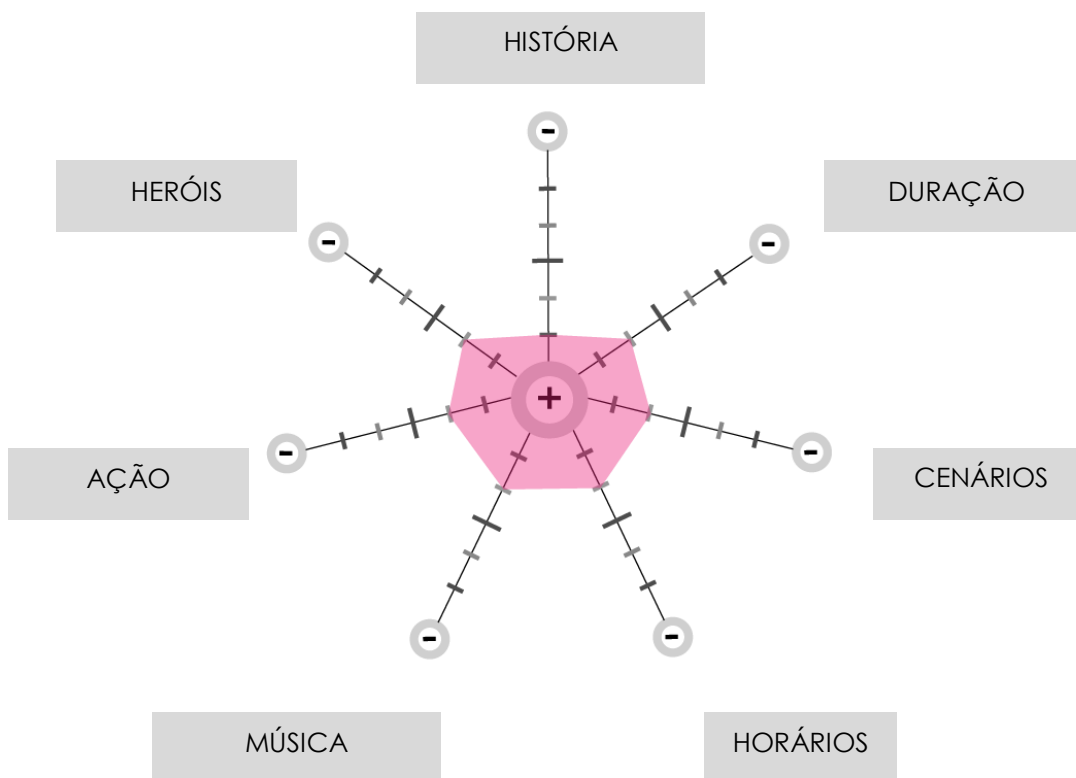 HISTÓRIA
-
HERÓIS
DURAÇÃO
-
-
+
AÇÃO
-
-
CENÁRIOS
-
-
MÚSICA
HORÁRIOS